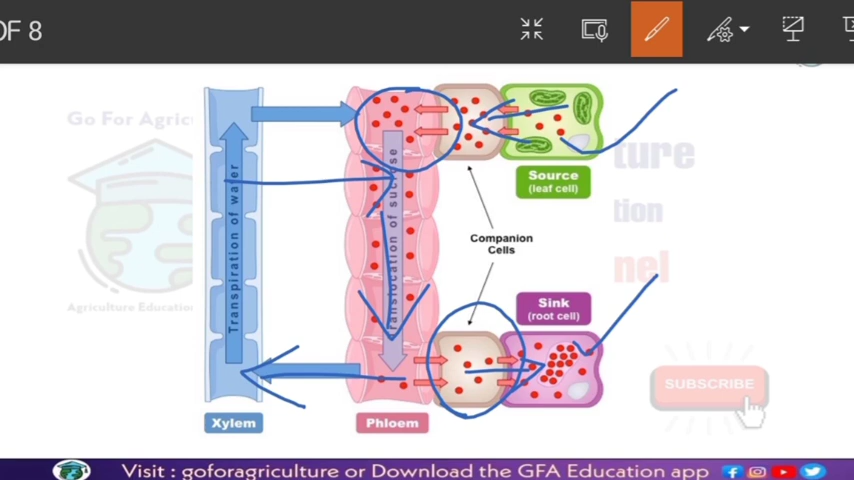 OF 8
Go For Agric
ture
tion
nel
Agriculture Education
Transpiration of water
Translocation of sucrose
Source
(leaf cell)
Companion
Cells
Sink
(root cell)
SUBSCRIBE
Xylem
Phloem
Visit : goforagriculture or Download the GFA Education app